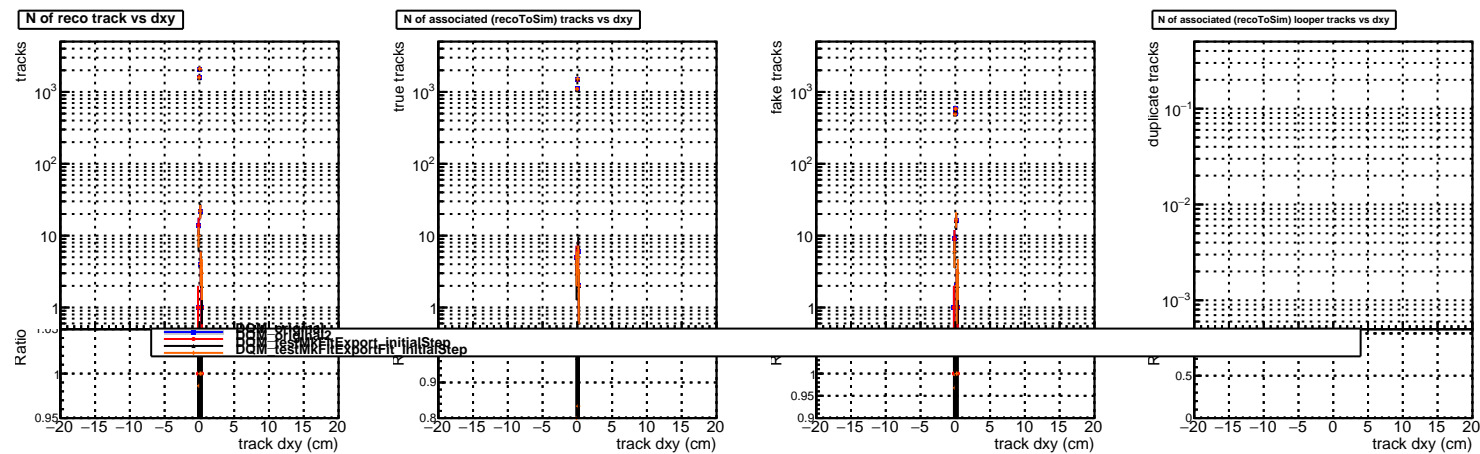 N of reco track vs dxy
N of associated (recoToSim) tracks vs dxy
N of associated (recoToSim) looper tracks vs dxy
tracks
true tracks
fake tracks
duplicate tracks
10³
10²
10
1
10³
10²
10
1
10³
10²
10
1
10⁻¹
10⁻²
10⁻³
DQM_testMkFitExport_initialStep
DQM_testMkFitExportFit_initialStep
Ratio
1
0.95
0.9
0.8
1
0.95
0.9
0.5
0
−20 −15 −10 −5 0 5 10 15 20
−20 −15 −10 −5 0 5 10 15 20
−20 −15 −10 −5 0 5 10 15 20
−20 −15 −10 −5 0 5 10 15 20
track dxy (cm)
track dxy (cm)
track dxy (cm)
track dxy (cm)